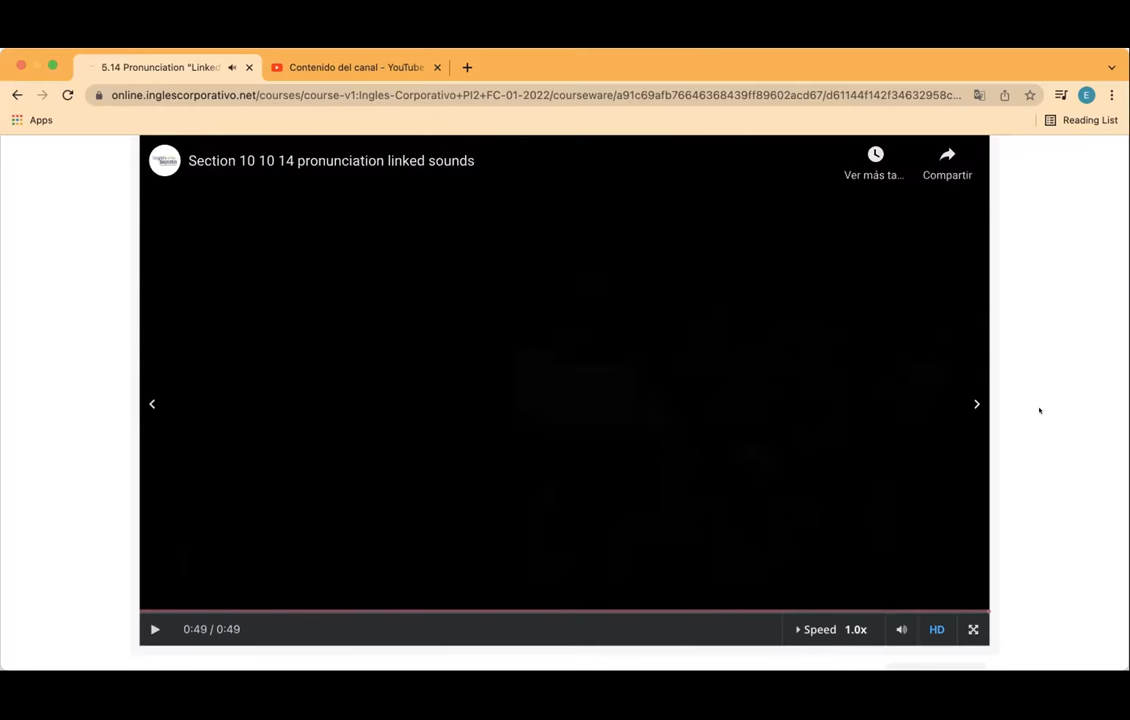 5.14 Pronunciation "Linked
Contenido del canal - YouTube
online.inglescorporativo.net/courses/course-v1:Ingles-Corporativo+PI2+FC-01-2022/courseware/a91c69afb76646368439ff89602acd67/d61144f142f34632958c...
Apps
Reading List
Section 10 10 14 pronunciation linked sounds
Ver más ta...
Compartir
0:49 / 0:49
Speed 1.0x
HD